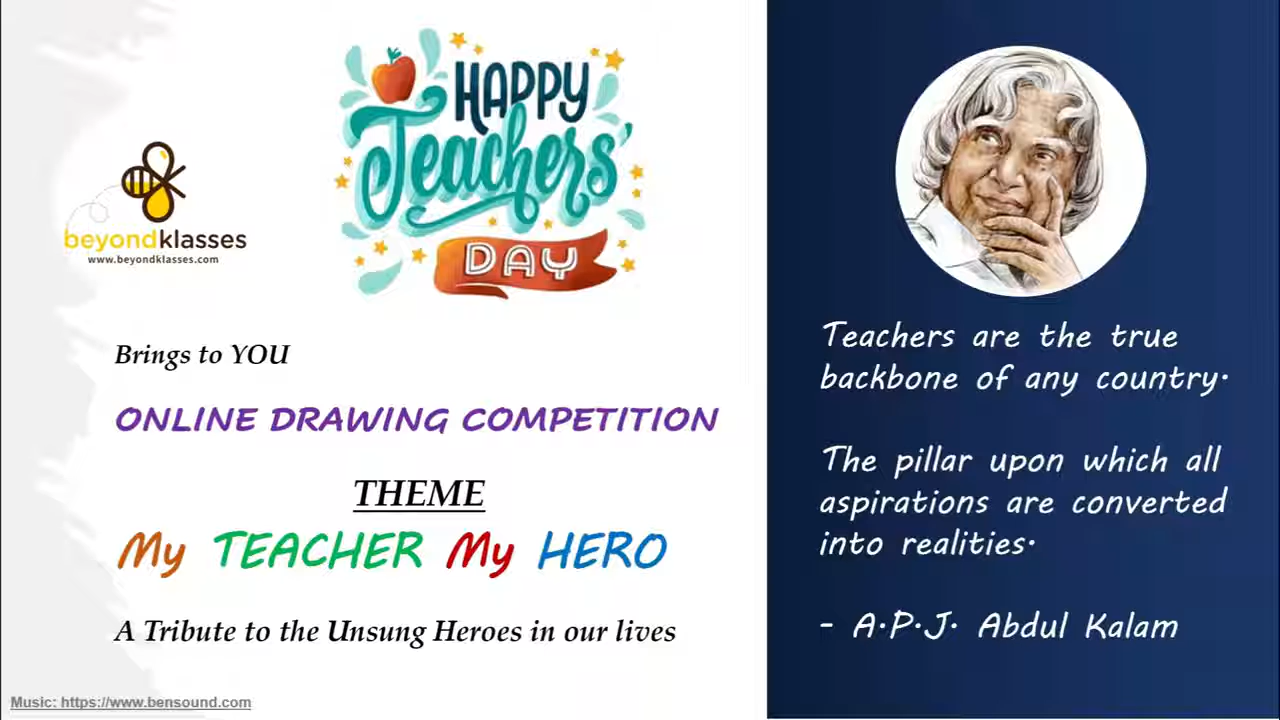 HAPPY
Teachers'
DAY
beyondklasses
www.beyondklasses.com
Brings to YOU
ONLINE DRAWING COMPETITION
THEME
My TEACHER My HERO
A Tribute to the Unsung Heroes in our lives
Music: https://www.bensound.com
Teachers are the true
backbone of any country.
The pillar upon which all
aspirations are converted
into realities.
- A.P.J. Abdul Kalam